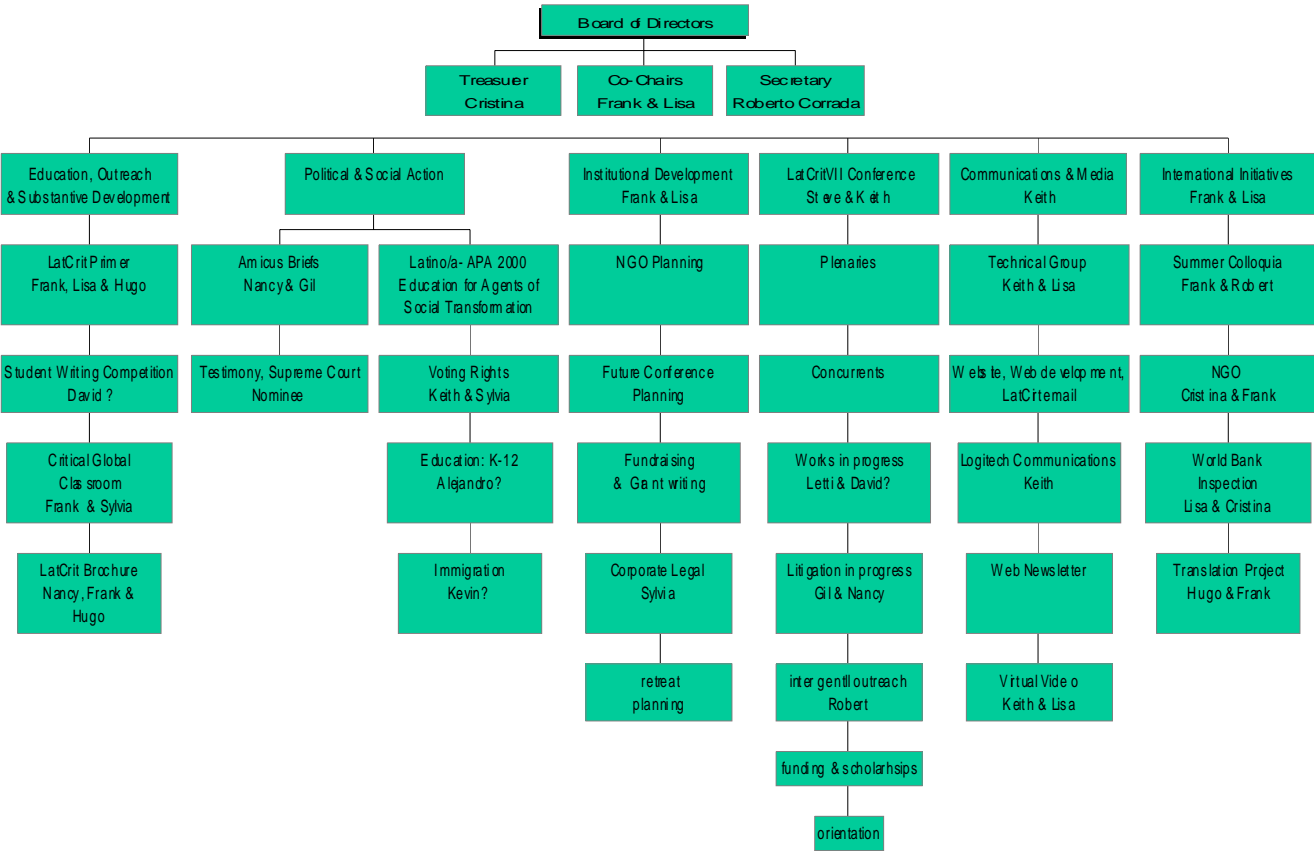 Board of Directors
Treasurer
Cristina
Co-Chairs
Frank & Lisa
Secretary
Roberto Corrada
Education, Outreach
& Substantive Development
Political & Social Action
Institutional Development
Frank & Lisa
LatCritVII Conference
Steve & Keith
Communications & Media
Keith
International Initiatives
Frank & Lisa
LatCrit Primer
Frank, Lisa & Hugo
Amicus Briefs
Nancy & Gil
Latino/a- APA 2000
Education for Agents of
Social Transformation
NGO Planning
Plenaries
Technical Group
Keith & Lisa
Summer Colloquia
Frank & Robert
Student Writing Competition
David ?
Testimony, Supreme Court
Nominee
Voting Rights
Keith & Sylvia
Future Conference
Planning
Concurrents
Website, Web development,
LatCirt email
NGO
Cristina & Frank
Critical Global
Classroom
Frank & Sylvia
Education: K-12
Alejandro?
Fundraising
& Grant writing
Works in progress
Letti & David?
Logitech Communications
Keith
World Bank
Inspection
Lisa & Cristina
LatCrit Brochure
Nancy, Frank &
Hugo
Immigration
Kevin?
Corporate Legal
Sylvia
Litigation in progress
Gil & Nancy
Web Newsletter
Translation Project
Hugo & Frank
retreat
planning
inter gentll outreach
Robert
Virtual Video
Keith & Lisa
funding & scholarhsips
orientation